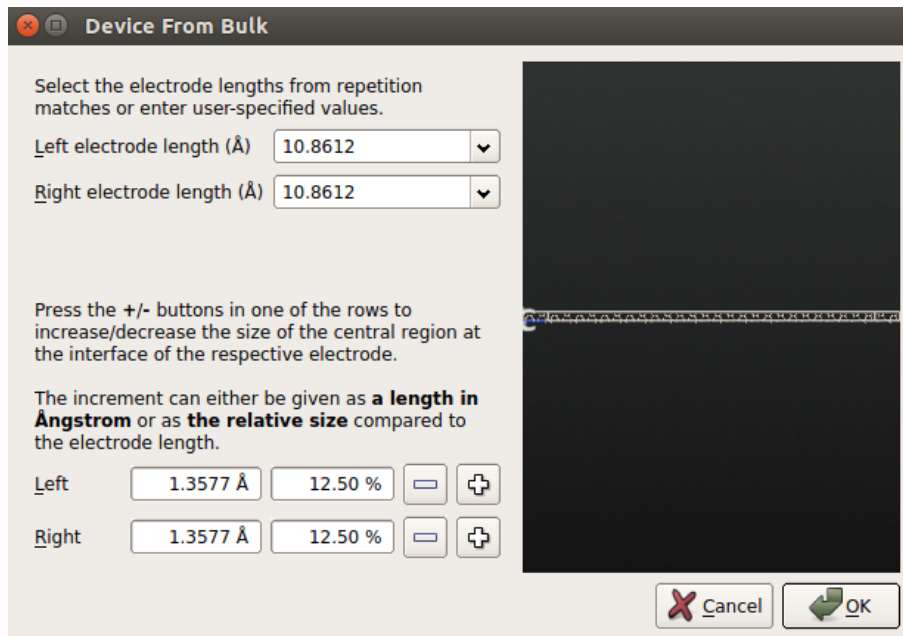 Device From Bulk
Select the electrode lengths from repetition
matches or enter user-specified values.
Left electrode length (Å) 10.8612
Right electrode length (Å) 10.8612
Press the +/- buttons in one of the rows to
increase/decrease the size of the central region at
the interface of the respective electrode.
The increment can either be given as a length in
Ångstrom or as the relative size compared to
the electrode length.
Left 1.3577 Å 12.50 %
Right 1.3577 Å 12.50 %
Cancel OK